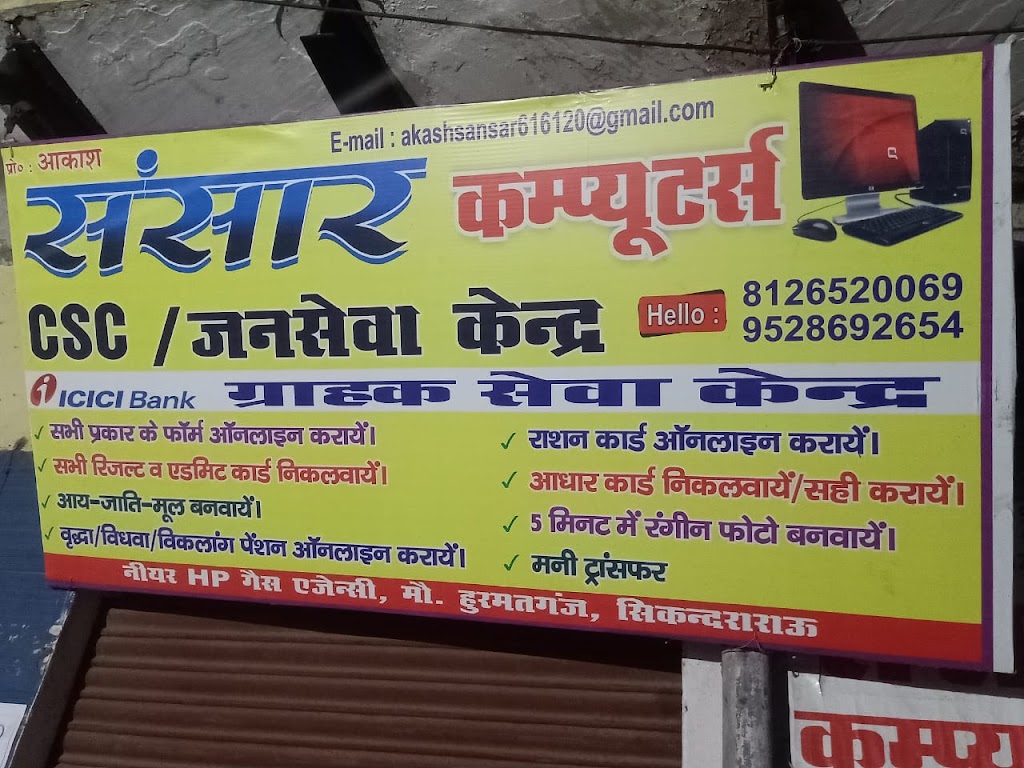 E-mail : akashsansar616120@gmail.com
प्रो० : आकाश
संसार कम्प्यूटर्स
CSC / जनसेवा केन्द्र
Hello : 8126520069
9528692654
ICICI Bank ग्राहक सेवा केन्द्र
✓ सभी प्रकार के फॉर्म ऑनलाइन करायें।
✓ सभी रिजल्ट व एडमिट कार्ड निकलवायें।
✓ आय-जाति-मूल बनवायें।
✓ वृद्धा/विधवा/विकलांग पेंशन ऑनलाइन करायें।
✓ राशन कार्ड ऑनलाइन करायें।
✓ आधार कार्ड निकलवायें/सही करायें।
✓ 5 मिनट में रंगीन फोटो बनवायें।
✓ मनी ट्रांसफर
नीयर HP गैस एजेन्सी, मौ. हुरमतगंज, सिकन्दराराऊ